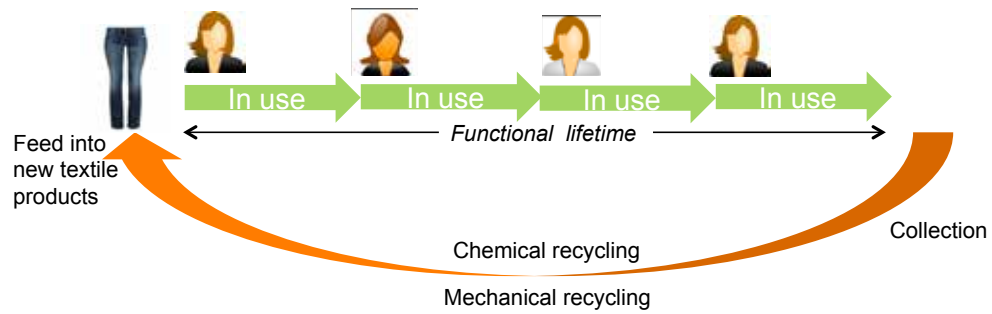 In use
In use
In use
In use
Functional lifetime
Feed into
new textile
products
Collection
Chemical recycling
Mechanical recycling